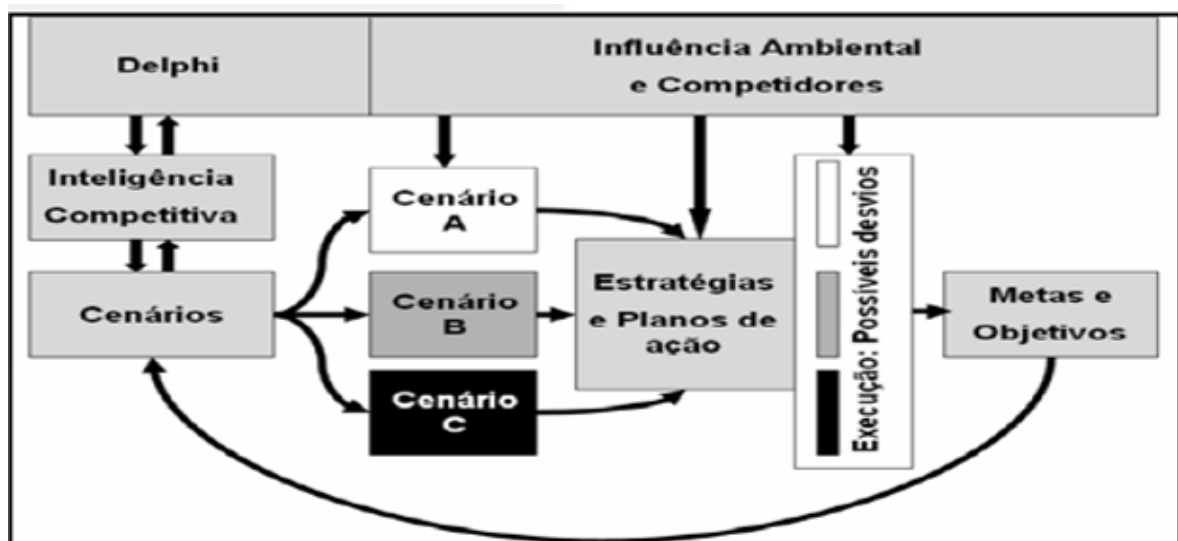 Delphi
Influência Ambiental
e Competidores
Inteligência
Competitiva
Cenários
Cenário
A
Cenário
B
Cenário
C
Estratégias
e Planos de
ação
Execução: Possíveis desvios
Metas e
Objetivos